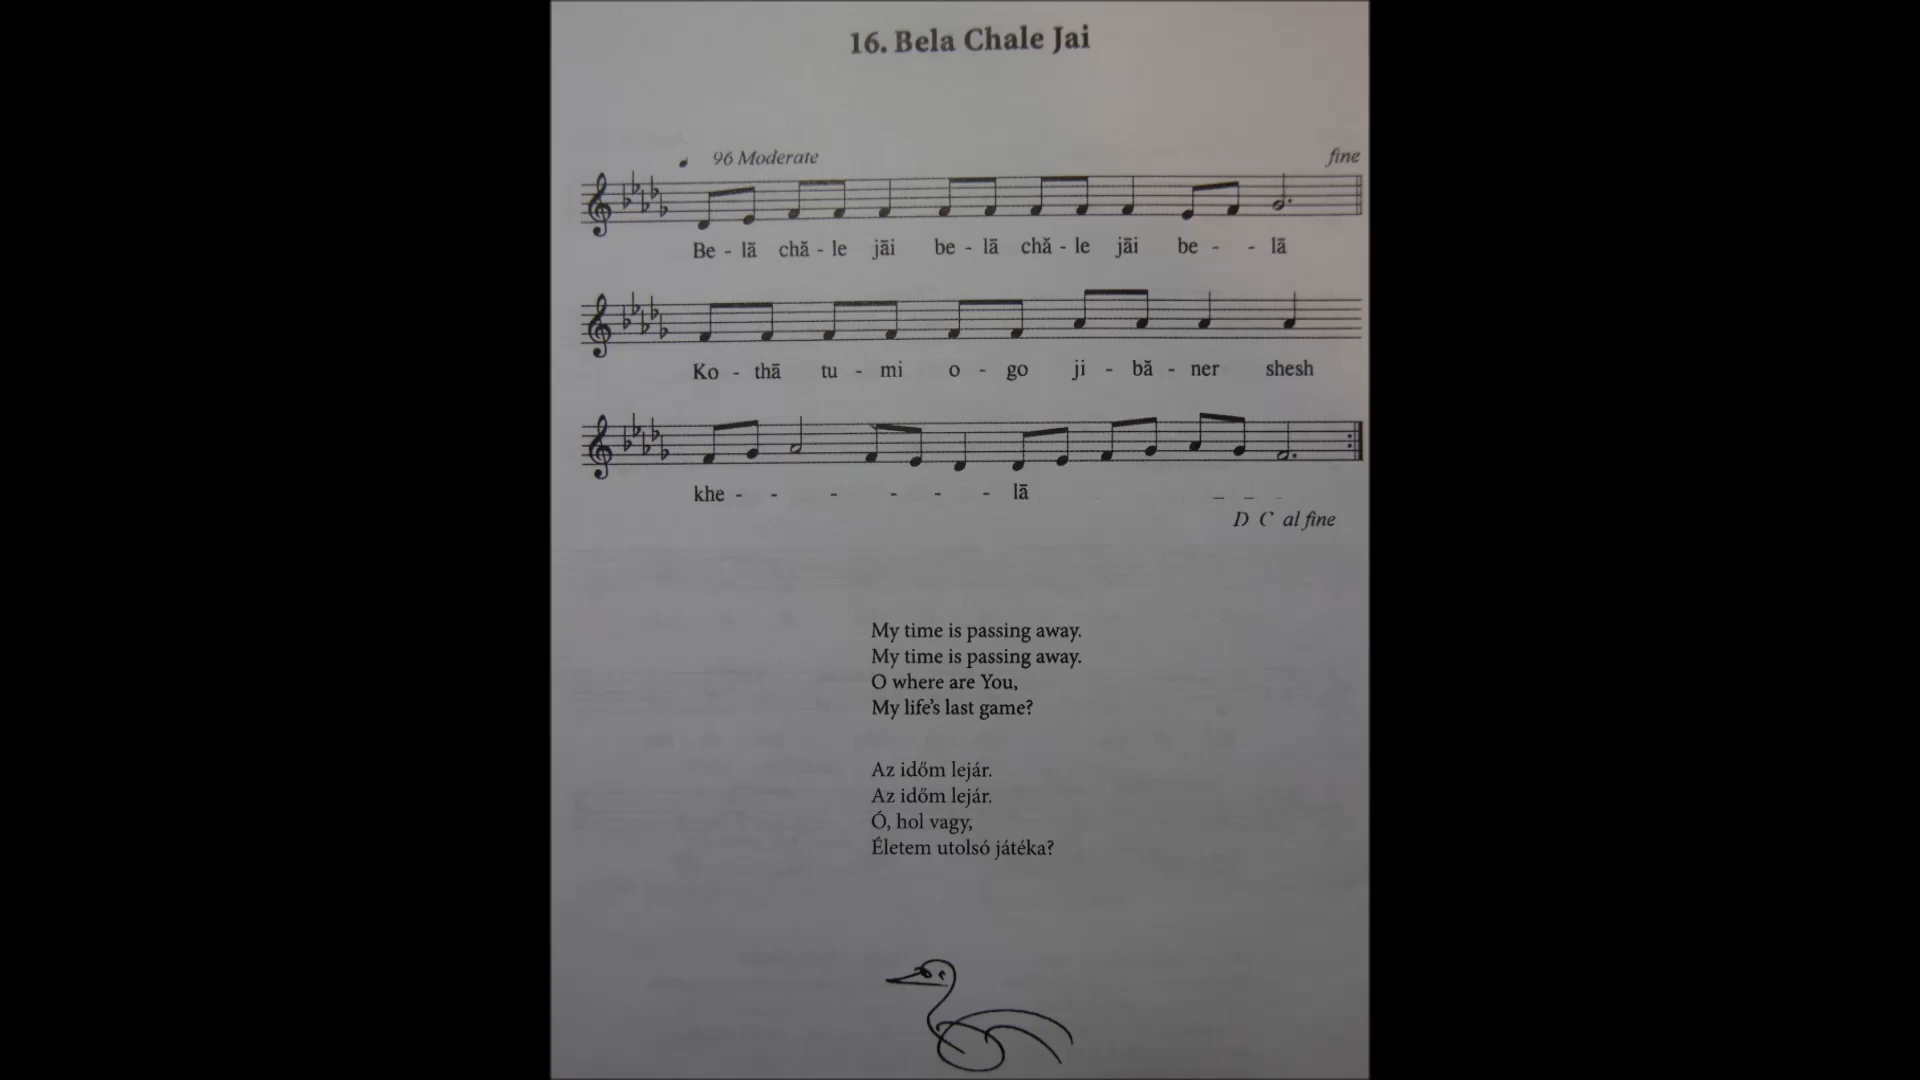 16. Bela Chale Jai
96 Moderate
fine
Be - lā chă - le jāi be - lā chă - le jāi be - - lā
Ko - thā tu - mi o - go ji - bă - ner shesh
khe - - - - - - lā
D C al fine
My time is passing away.
My time is passing away.
O where are You,
My life's last game?
Az időm lejár.
Az időm lejár.
Ó, hol vagy,
Életem utolsó játéka?